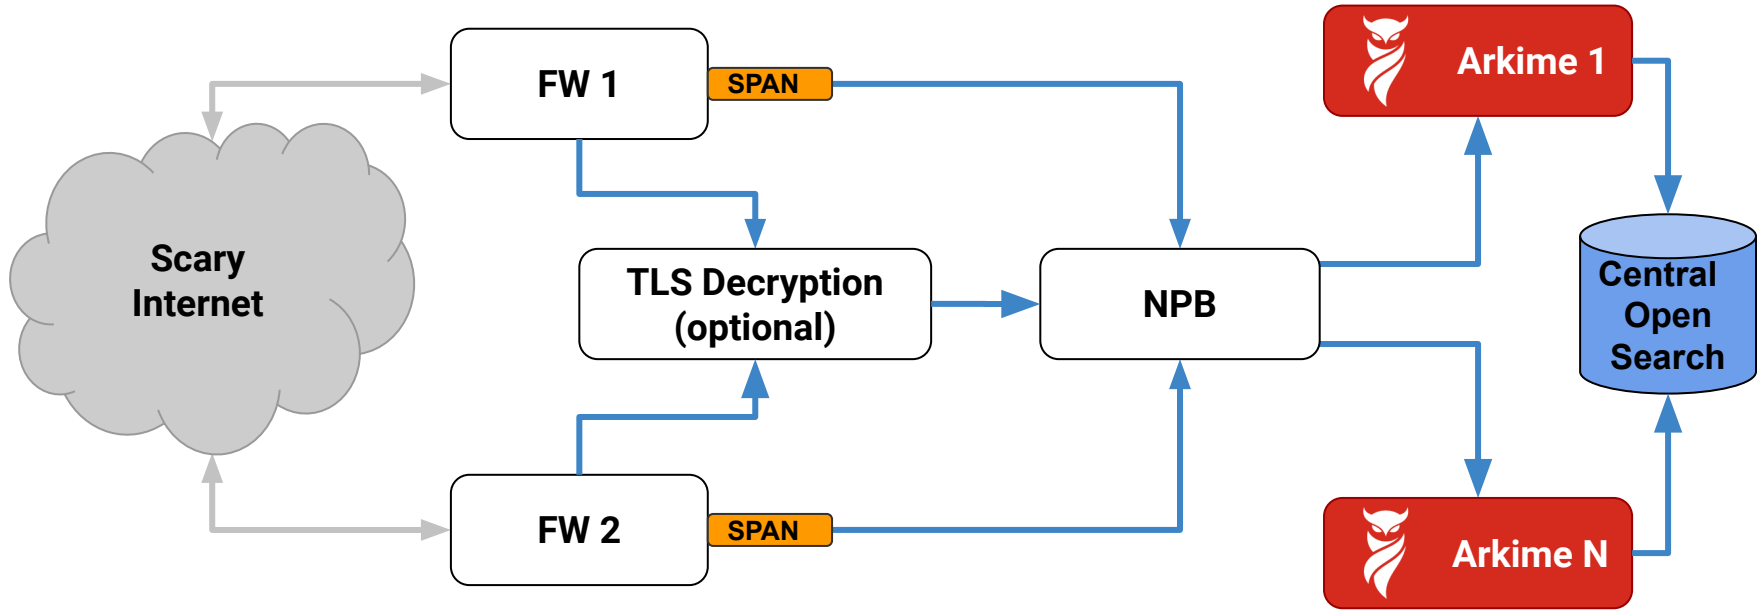 FW 1
SPAN
Arkime 1
Scary
Internet
TLS Decryption
(optional)
NPB
Central
Open
Search
FW 2
SPAN
Arkime N